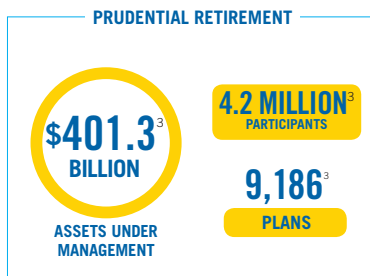 PRUDENTIAL RETIREMENT
$401.3³
BILLION
ASSETS UNDER
MANAGEMENT
4.2 MILLION³
PARTICIPANTS
9,186³
PLANS